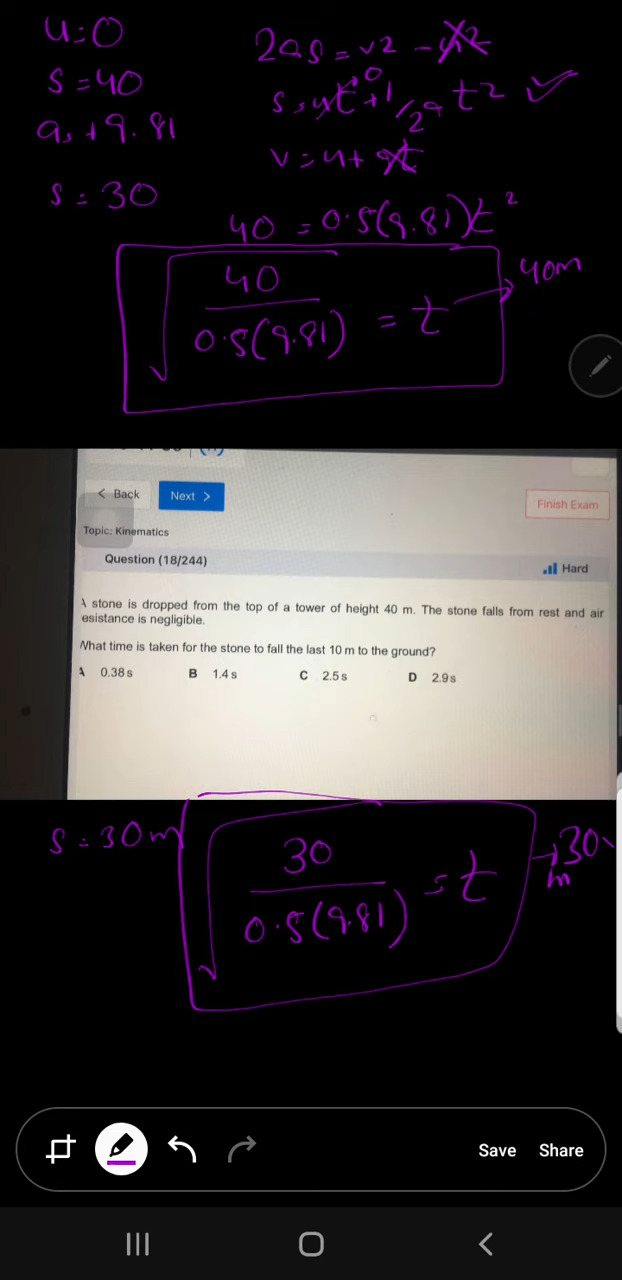 u=0
2as = v2 - u2
s = 40
s = ut + 1/2 a t2 ✓
a = +9.81
v = u + at
s = 30
40 = 0.5(9.81)t2
√40/0.5(9.81) = t → 40m
< Back
Next >
Finish Exam
Topic: Kinematics
Question (18/244)
Hard
A stone is dropped from the top of a tower of height 40 m. The stone falls from rest and air
esistance is negligible.
What time is taken for the stone to fall the last 10 m to the ground?
A 0.38 s B 1.4 s C 2.5 s D 2.9 s
s = 30m
√30/0.5(9.81) = t → 30 m
Save Share